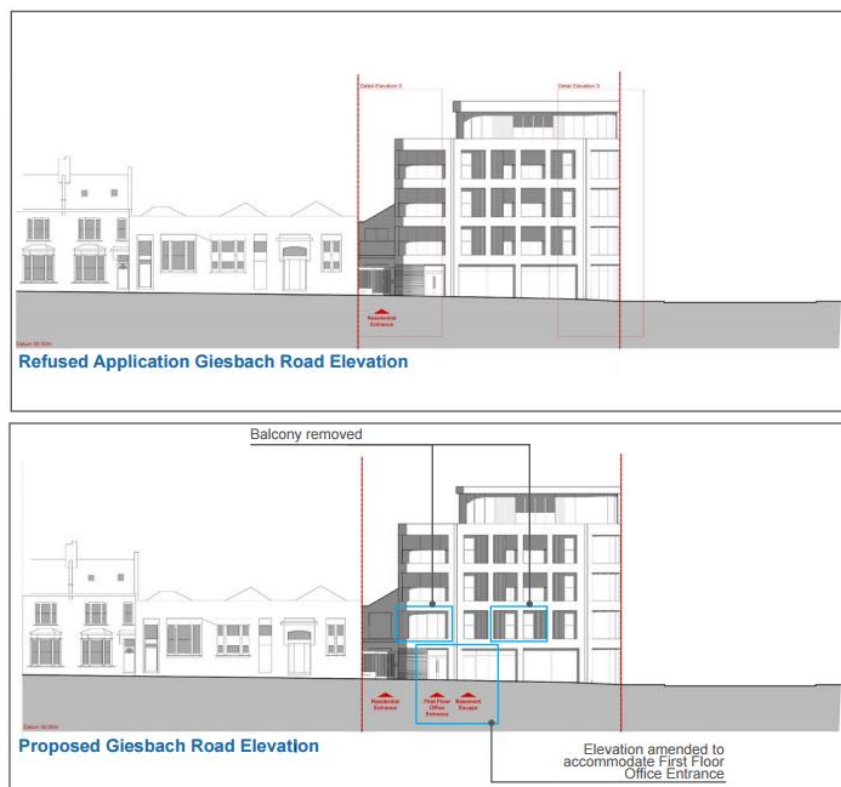 Detail Elevation 3
Detail Elevation 3
Residential
Entrance
Refused Application Giesbach Road Elevation
Balcony removed
Residential
Entrance
First Floor
Office
Entrance
Basement
Escape
Proposed Giesbach Road Elevation
Elevation amended to
accommodate First Floor
Office Entrance